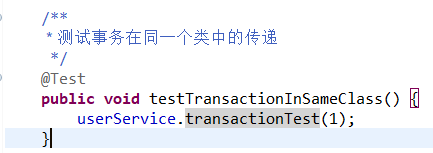 /**
* 测试事务在同一个类中的传递
*/
@Test
public void testTransactionInSameClass() {
userService.transactionTest(1);
}